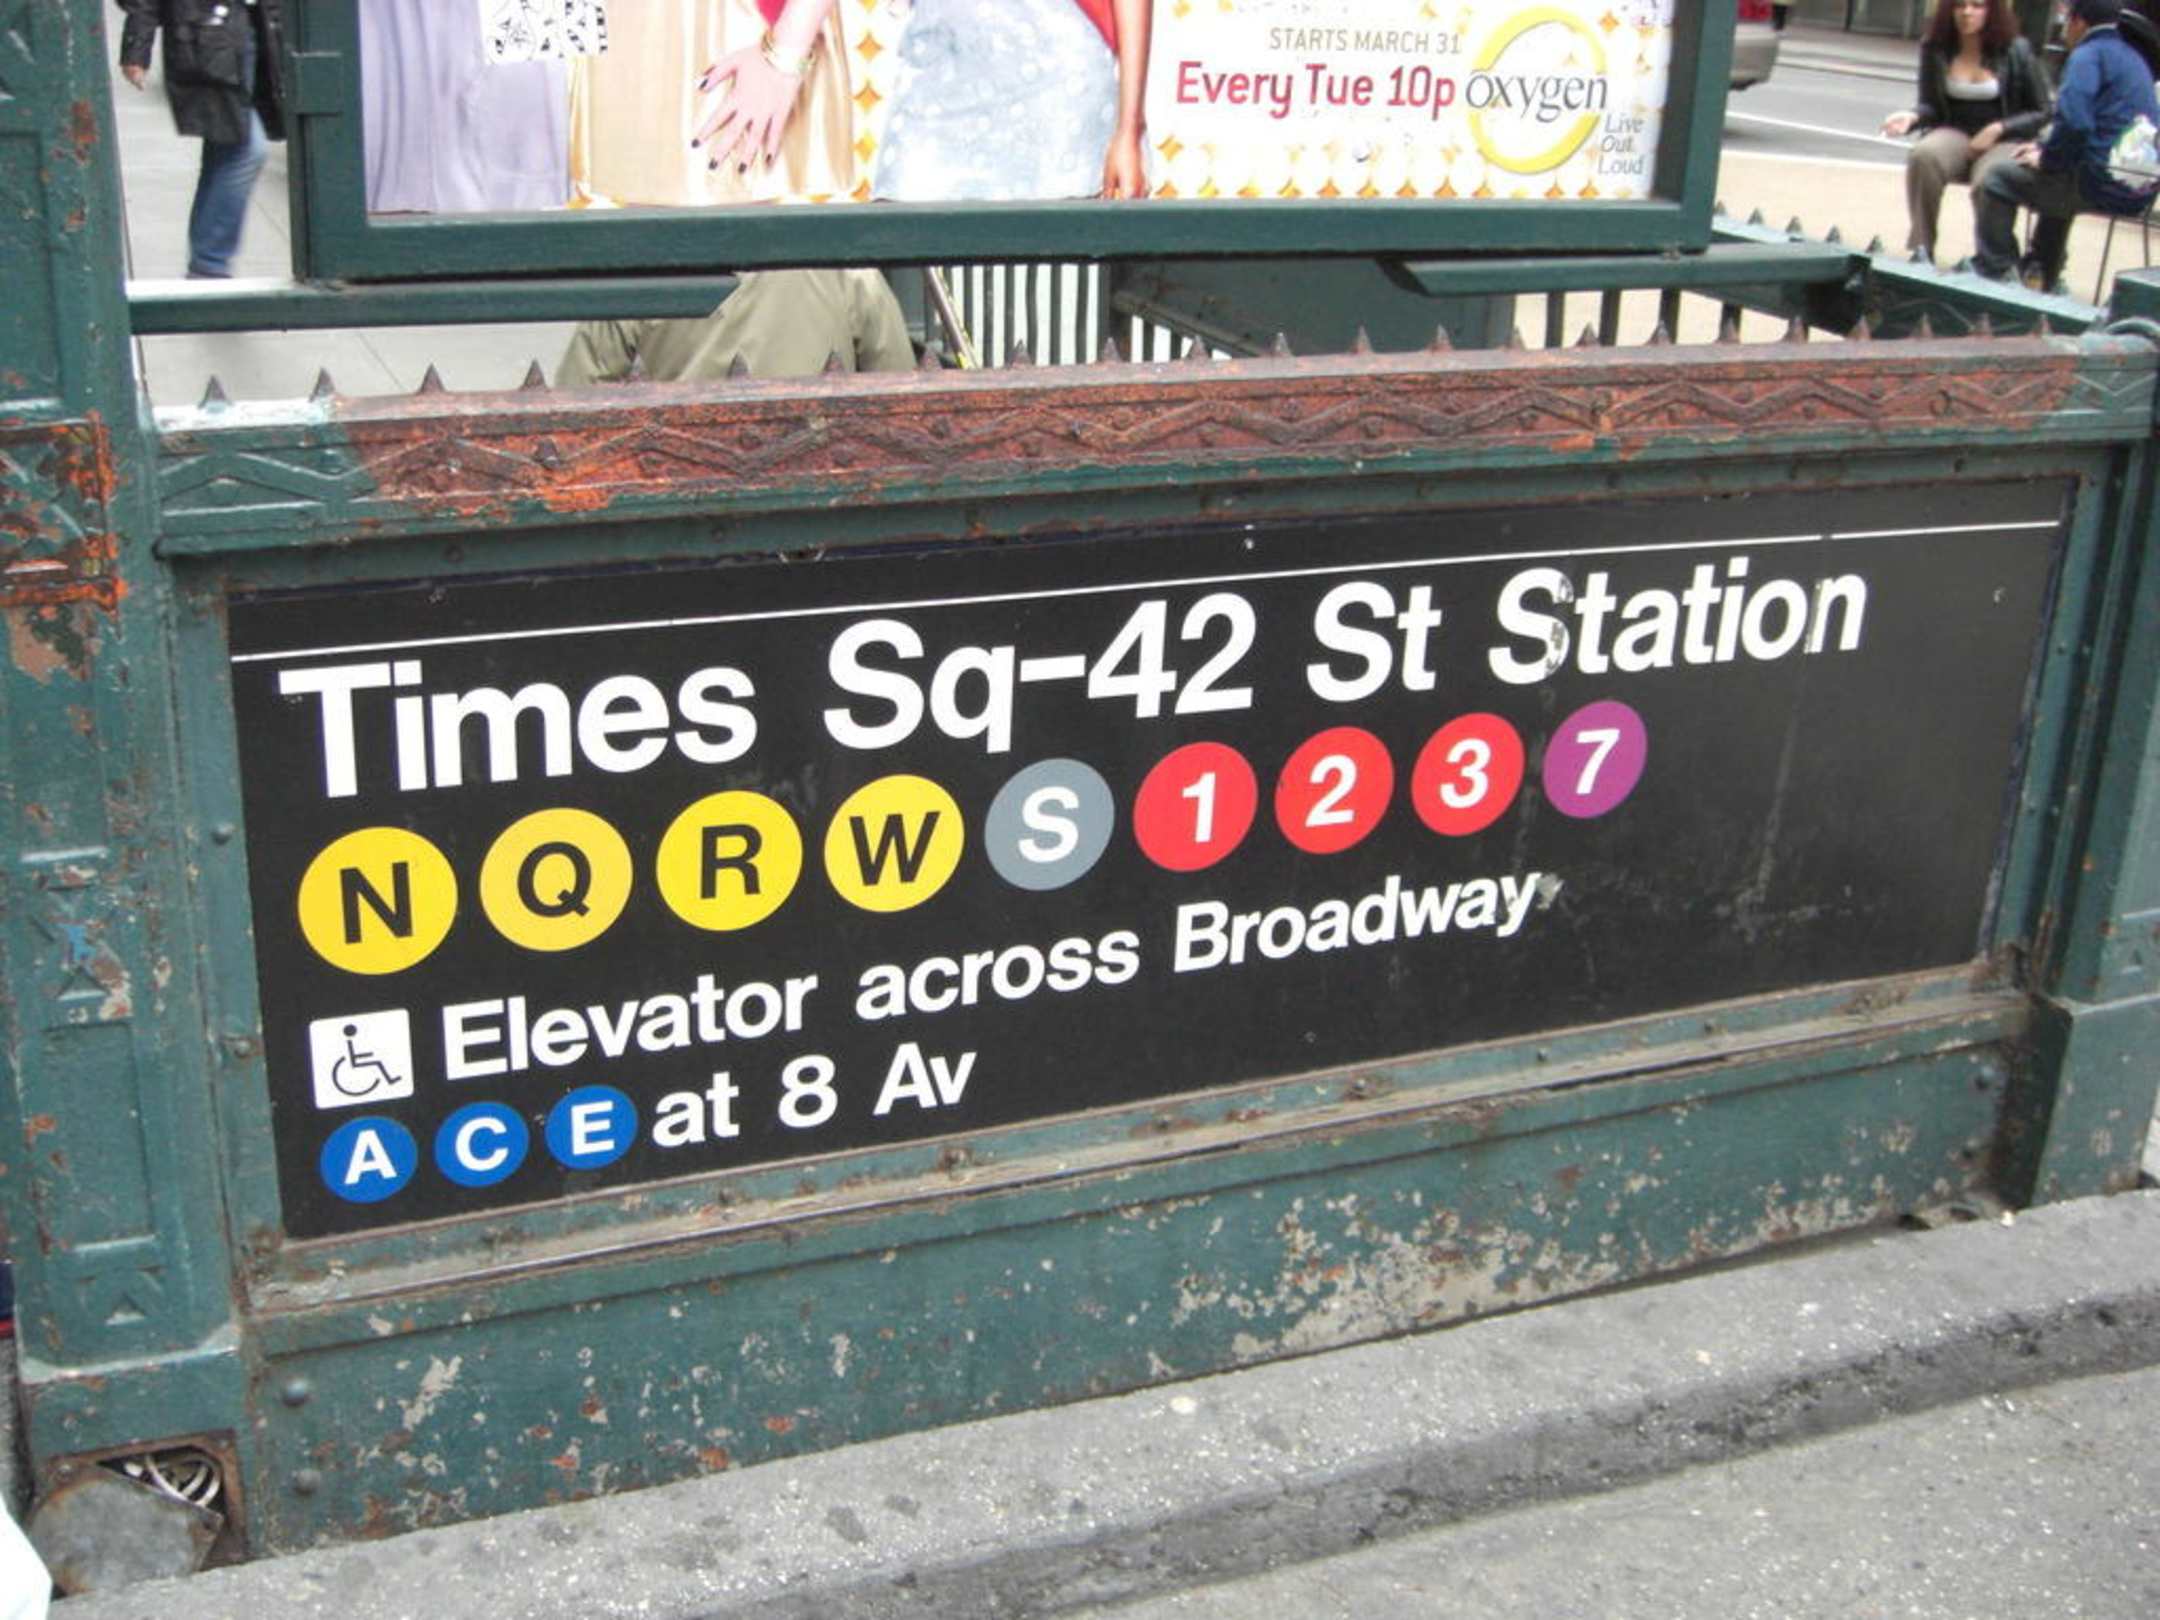 STARTS MARCH 31
Every Tue 10p oxygen
Live
Out
Loud
Times Sq-42 St Station
N Q R W S 1 2 3 7
Elevator across Broadway
A C E at 8 Av